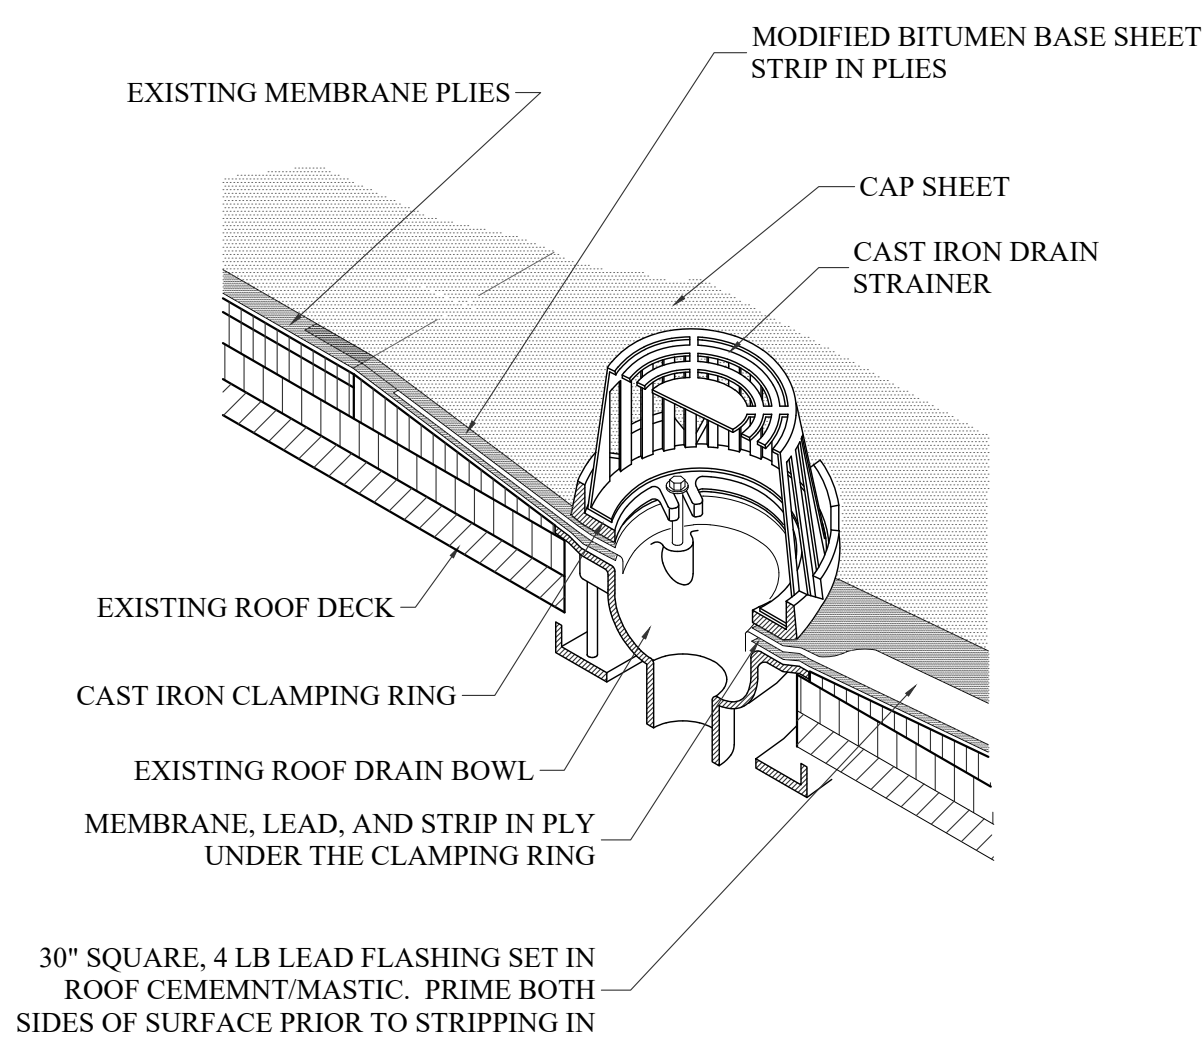 MODIFIED BITUMEN BASE SHEET
STRIP IN PLIES
EXISTING MEMBRANE PLIES
CAP SHEET
CAST IRON DRAIN
STRAINER
EXISTING ROOF DECK
CAST IRON CLAMPING RING
EXISTING ROOF DRAIN BOWL
MEMBRANE, LEAD, AND STRIP IN PLY
UNDER THE CLAMPING RING
30" SQUARE, 4 LB LEAD FLASHING SET IN
ROOF CEMEMNT/MASTIC. PRIME BOTH
SIDES OF SURFACE PRIOR TO STRIPPING IN